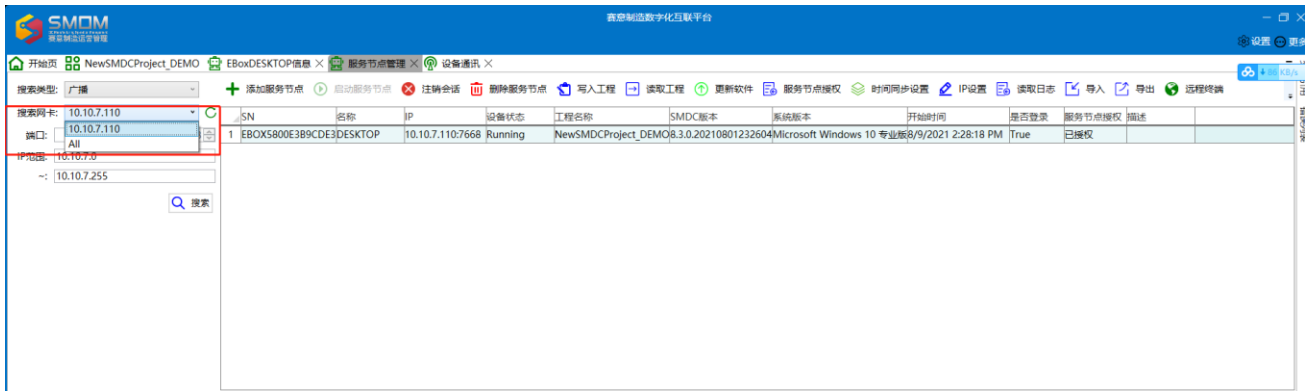 SMOM
赛意制造运营管理
赛意制造数字化互联平台
设置 更多
开始页 NewSMDCProject_DEMO EBoxDESKTOP信息 服务节点管理 设备通讯
搜索类型: 广播
添加服务节点 启动服务节点 注销会话 删除服务节点 写入工程 读取工程 更新软件 服务节点授权 时间同步设置 IP设置 读取日志 导入 导出 远程终端
搜索网卡: 10.10.7.110
SN 名称 IP 设备状态 工程名称 SMDC版本 系统版本 开始时间 是否登录 服务节点授权 描述
端口: 10.10.7.110
1 EBOX5800E3B9CDE3 DESKTOP 10.10.7.110:7668 Running NewSMDCProject_DEMO 8.3.0.20210801232604 Microsoft Windows 10 专业版 8/9/2021 2:28:18 PM True 已授权
All
IP范围: 10.10.7.0
~: 10.10.7.255
搜索